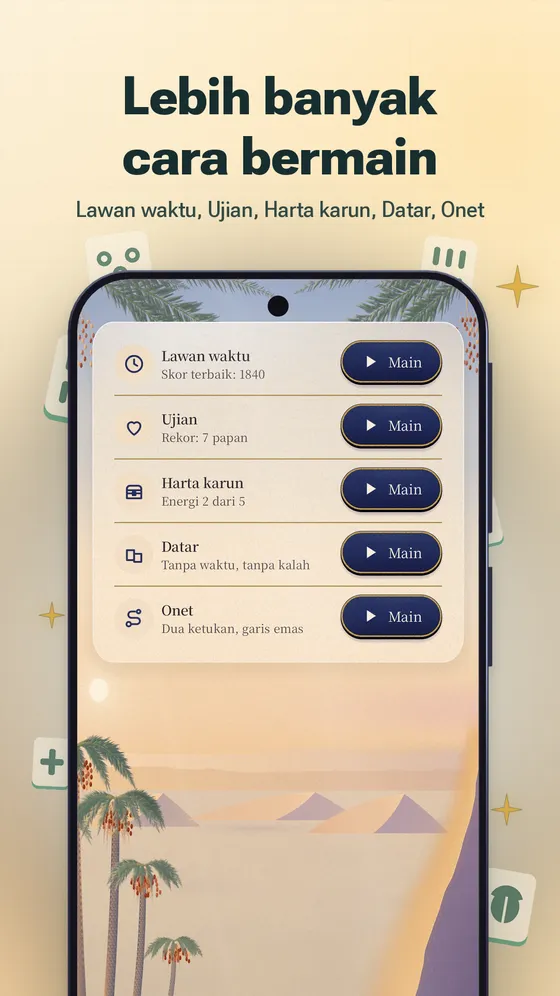 Lebih banyak
cara bermain
Lawan waktu, Ujian, Harta karun, Datar, Onet
Lawan waktu
Skor terbaik: 1840
Main
Ujian
Rekor: 7 papan
Main
Harta karun
Energi 2 dari 5
Main
Datar
Tanpa waktu, tanpa kalah
Main
Onet
Dua ketukan, garis emas
Main